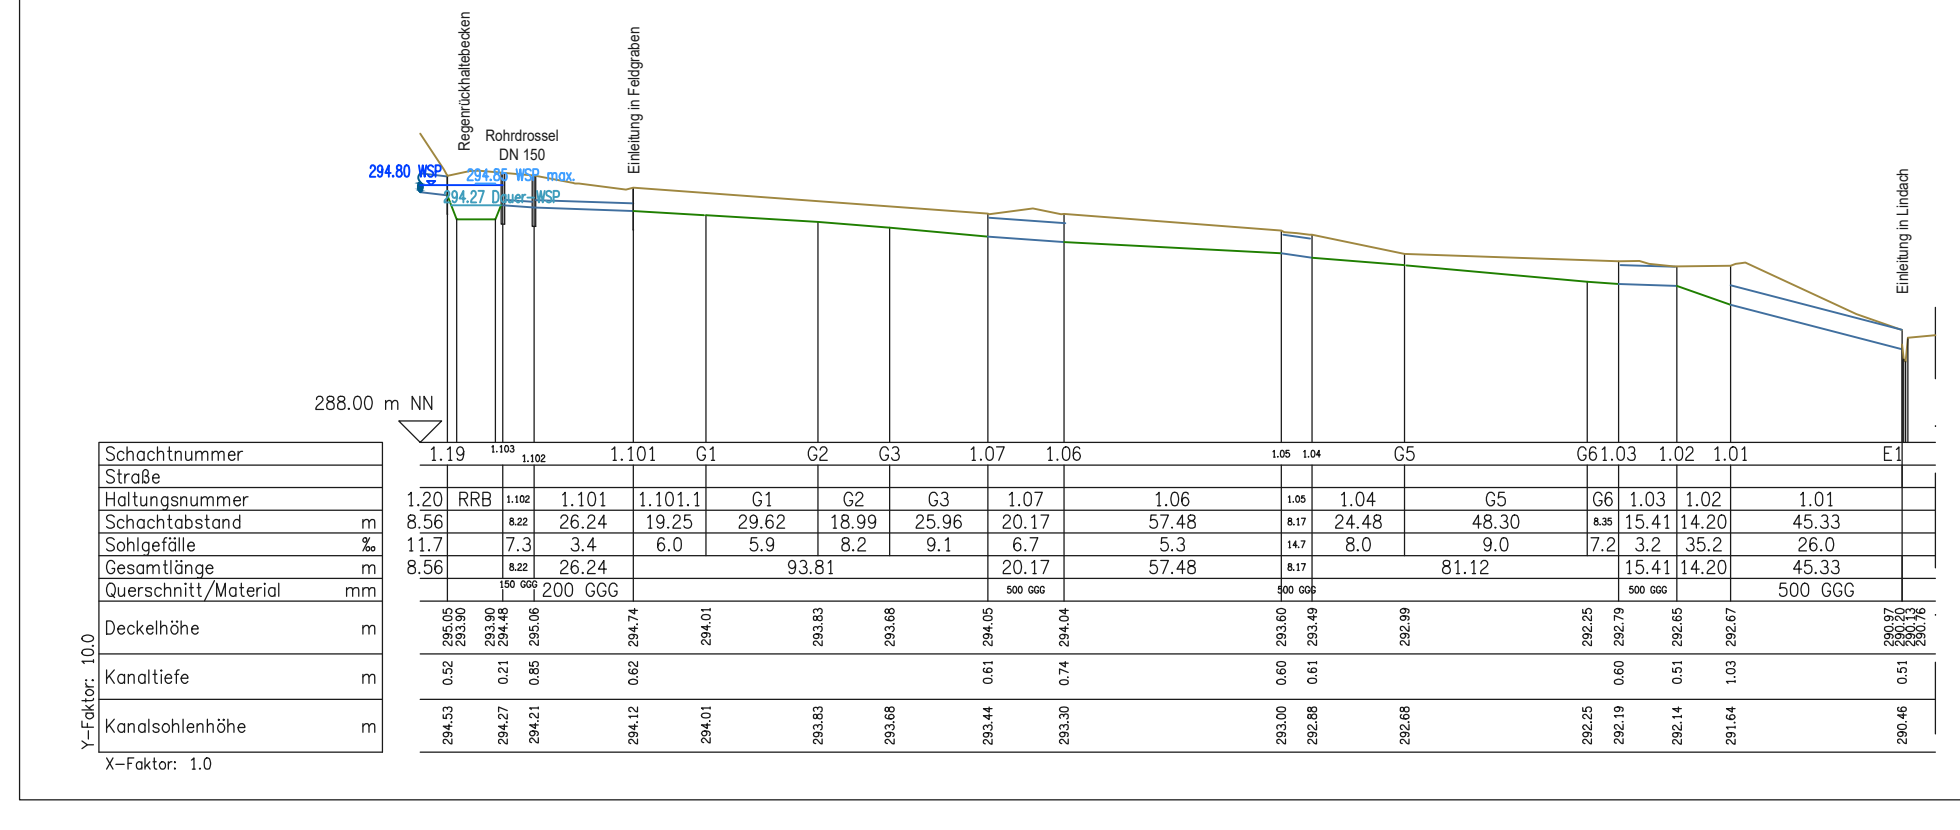 Regenrückhaltebecken
Rohrdrossel
DN 150
Einleitung in Feldgraben
Einleitung in Lindach
294.80 WSP
294.85 WSP max.
294.27 Dauer-WSP
288.00 m NN
Schachtnummer 1.19 1.103 1.102 1.101 G1 G2 G3 1.07 1.06 1.05 1.04 G5 G6 1.03 1.02 1.01 E1
Straße
Haltungsnummer 1.20 RRB 1.102 1.101 1.101.1 G1 G2 G3 1.07 1.06 1.05 1.04 G5 G6 1.03 1.02 1.01
Schachtabstand m 8.56 8.22 26.24 19.25 29.62 18.99 25.96 20.17 57.48 8.17 24.48 48.30 8.35 15.41 14.20 45.33
Sohlgefälle ‰ 11.7 7.3 3.4 6.0 5.9 8.2 9.1 6.7 5.3 14.7 8.0 9.0 7.2 3.2 35.2 26.0
Gesamtlänge m 8.56 8.22 26.24 93.81 20.17 57.48 8.17 81.12 15.41 14.20 45.33
Querschnitt/Material mm 150 GGG 200 GGG 500 GGG 500 GGG 500 GGG 500 GGG
Deckelhöhe m 295.05 293.90 293.90 294.48 295.06 294.74 294.01 293.83 293.68 294.05 294.04 293.60 293.49 292.99 292.25 292.79 292.65 292.67 290.97 290.20 290.13 290.76
Kanaltiefe m 0.52 0.21 0.85 0.62 0.61 0.74 0.60 0.61 0.60 0.51 1.03 0.51
Kanalsohlenhöhe m 294.53 294.27 294.21 294.12 294.01 293.83 293.68 293.44 293.30 293.00 292.88 292.68 292.25 292.19 292.14 291.64 290.46
Y-Faktor: 10.0
X-Faktor: 1.0